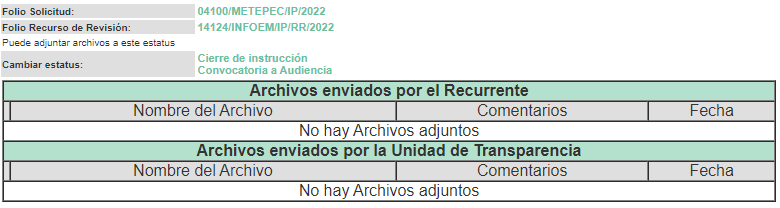 Folio Solicitud: 04100/METEPEC/IP/2022
Folio Recurso de Revisión: 14124/INFOEM/IP/RR/2022
Puede adjuntar archivos a este estatus
Cambiar estatus: Cierre de instrucción
Convocatoria a Audiencia
Archivos enviados por el Recurrente
Nombre del Archivo Comentarios Fecha
No hay Archivos adjuntos
Archivos enviados por la Unidad de Transparencia
Nombre del Archivo Comentarios Fecha
No hay Archivos adjuntos